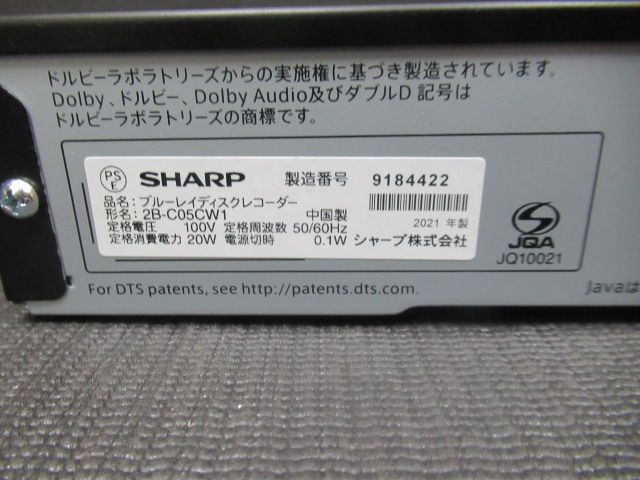 ドルビーラボラトリーズからの実施権に基づき製造されています。
Dolby、ドルビー、Dolby Audio及びダブルD 記号は
ドルビーラボラトリーズの商標です。
PS
E
SHARP 製造番号 9184422
品名: ブルーレイディスクレコーダー
形名: 2B-C05CW1 中国製 2021 年製
定格電圧 100V 定格周波数 50/60Hz
定格消費電力 20W 電源切時 0.1W シャープ株式会社
JQA
JQ10021
For DTS patents, see http://patents.dts.com.
Javaは